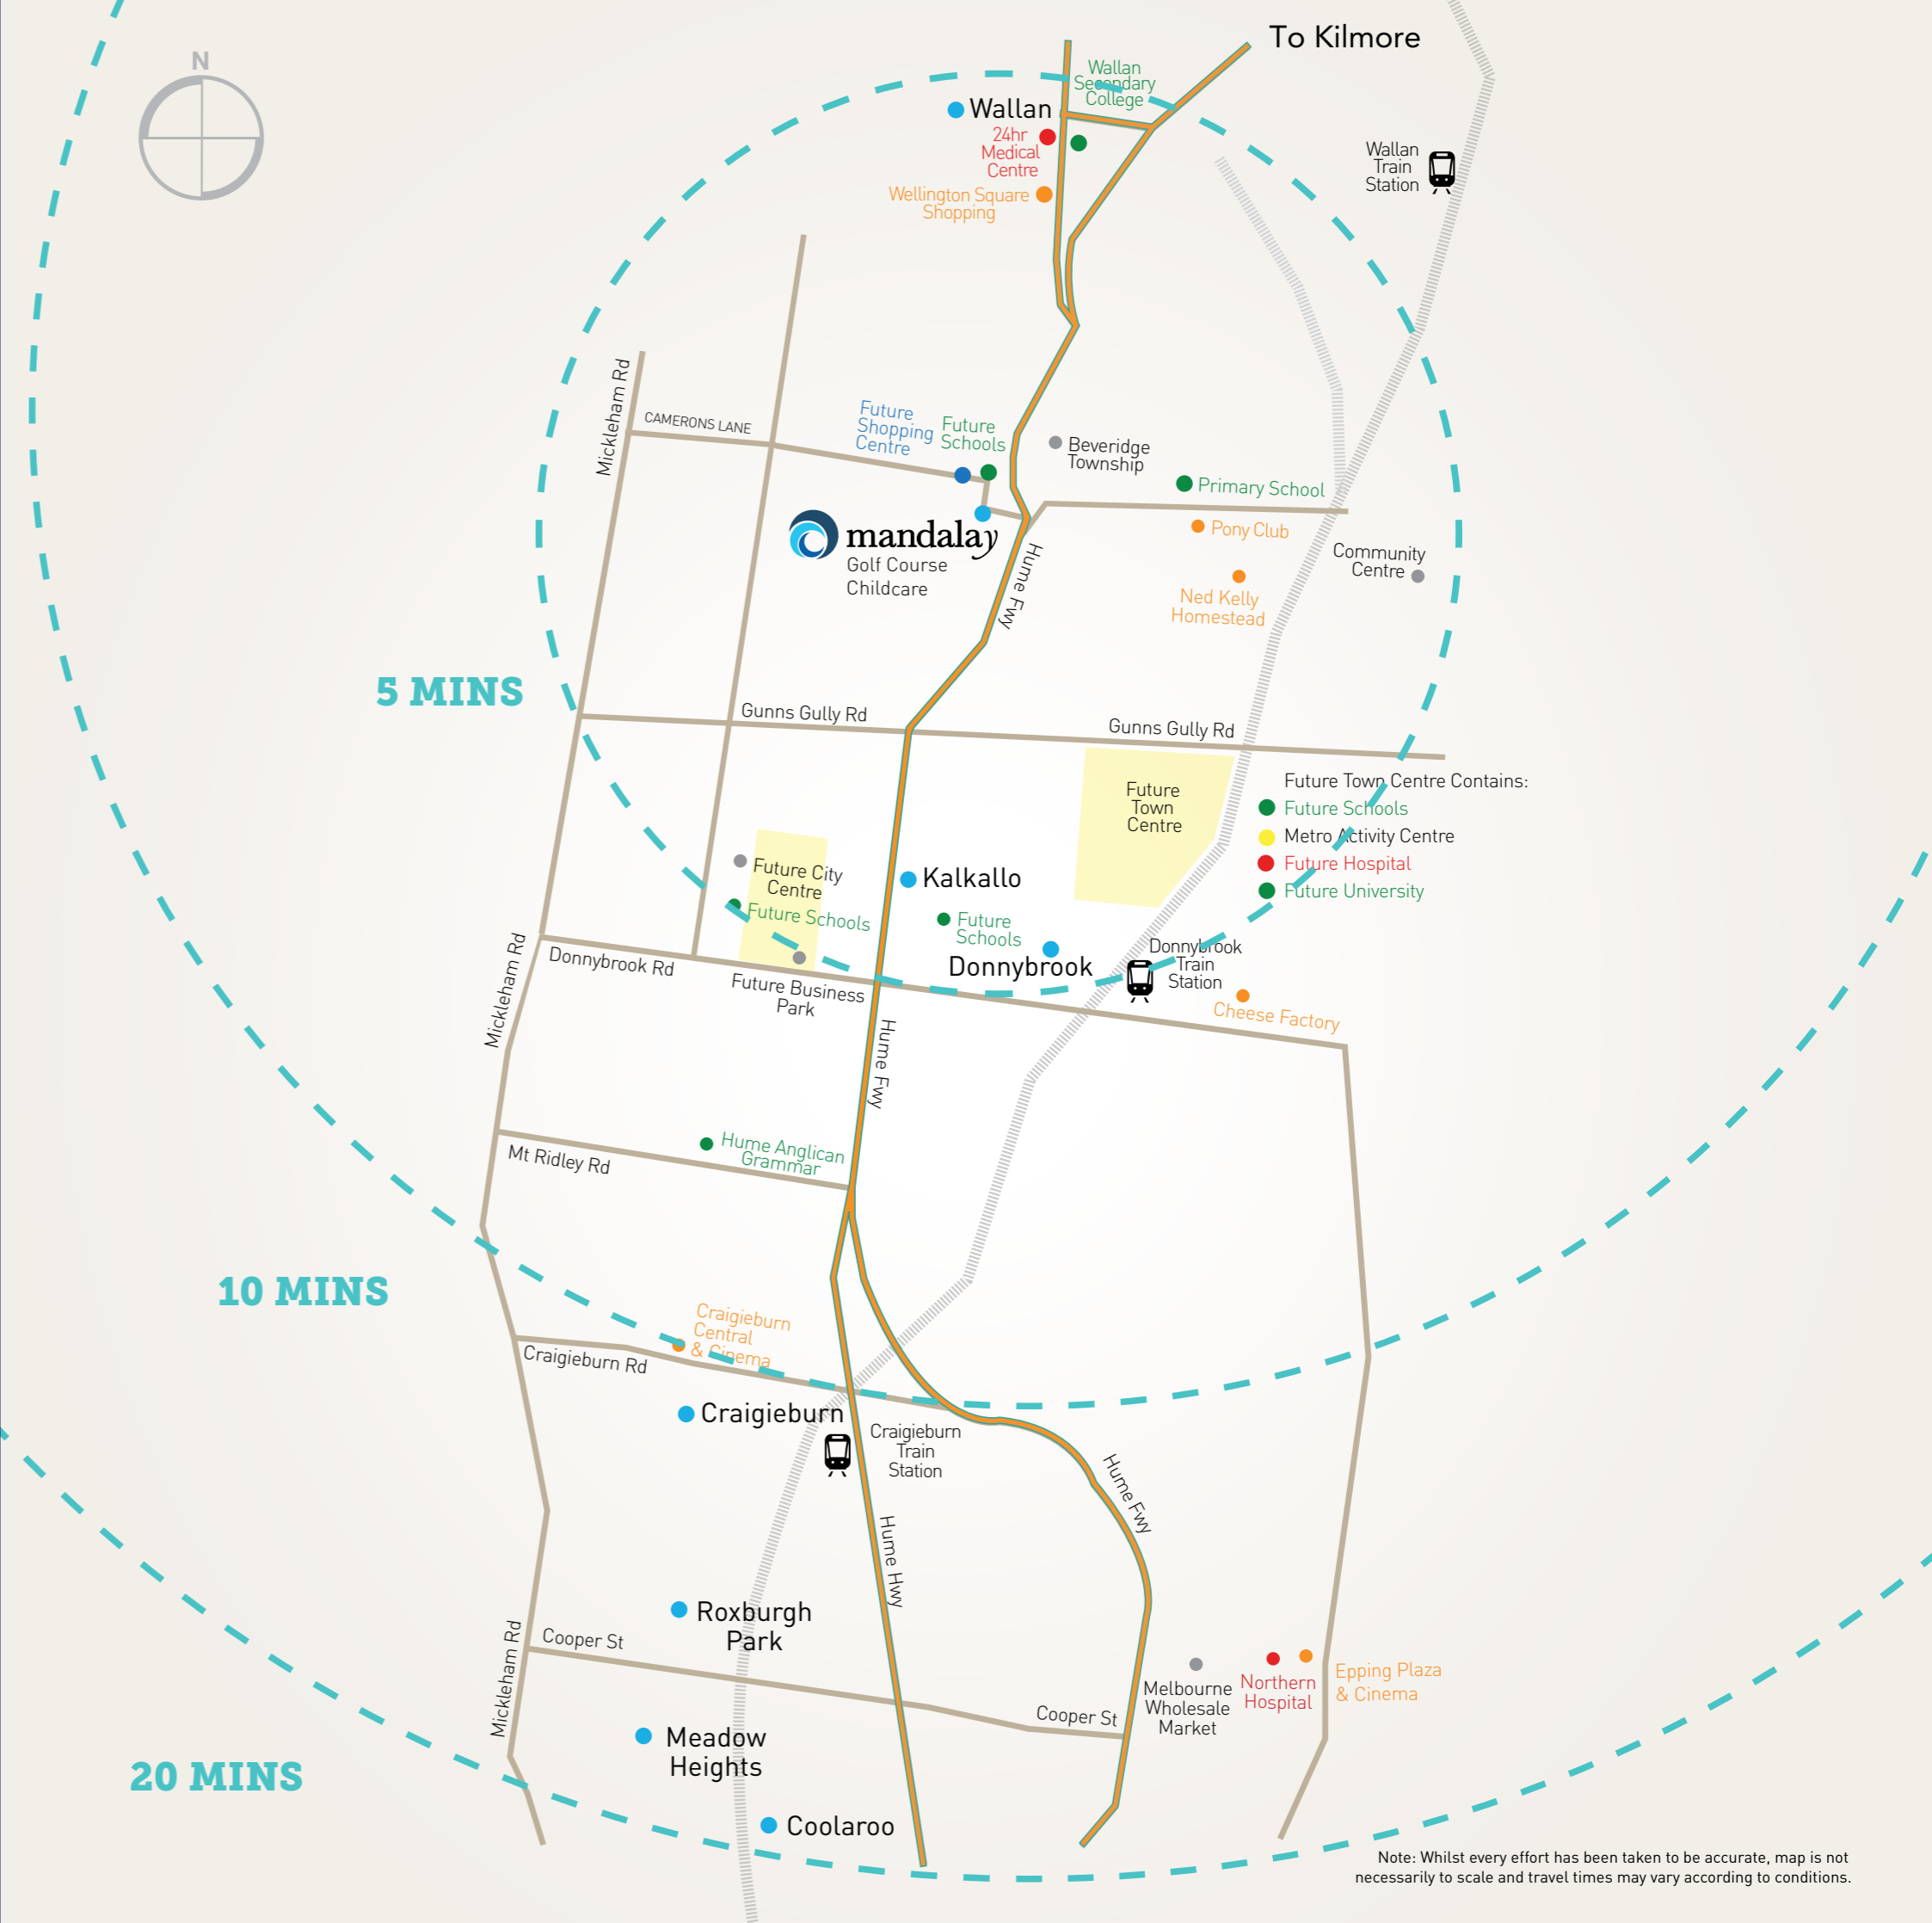 N
To Kilmore
Wallan
Secondary
College
Wallan
24hr
Medical
Centre
Wellington Square
Shopping
Wallan
Train
Station
Mickleham Rd
CAMERONS LANE
Future
Shopping
Centre
Future
Schools
Beveridge
Township
Primary School
Pony Club
mandalay
Golf Course
Childcare
Hume Fwy
Community
Centre
Ned Kelly
Homestead
5 MINS
Gunns Gully Rd
Gunns Gully Rd
Future
Town
Centre
Future Town Centre Contains:
Future Schools
Metro Activity Centre
Future Hospital
Future University
Future City
Centre
Future Schools
Kalkallo
Future
Schools
Donnybrook
Donnybrook
Train
Station
Mickleham Rd
Donnybrook Rd
Future Business
Park
Cheese Factory
Hume Fwy
Hume Anglican
Grammar
Mt Ridley Rd
10 MINS
Craigieburn
Central
& Cinema
Craigieburn Rd
Craigieburn
Craigieburn
Train
Station
Hume Fwy
Hume Hwy
Roxburgh
Park
Mickleham Rd
Cooper St
Cooper St
Melbourne
Wholesale
Market
Northern
Hospital
Epping Plaza
& Cinema
Meadow
Heights
20 MINS
Coolaroo
Note: Whilst every effort has been taken to be accurate, map is not
necessarily to scale and travel times may vary according to conditions.